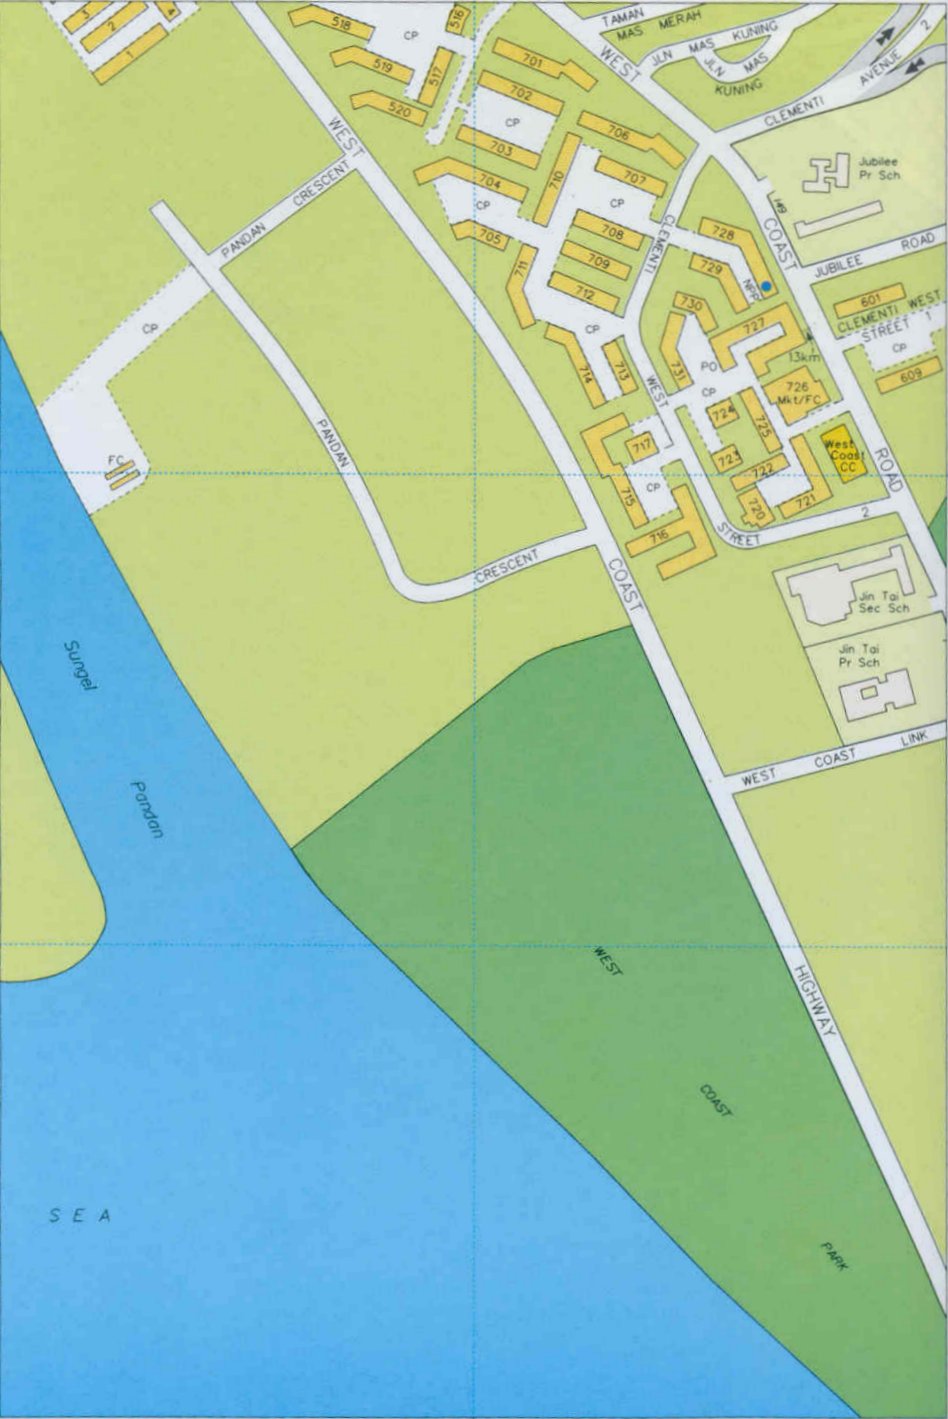 3
4
2
1
518
CP
516
519
517
520
701
702
CP
703
704
CP
705
710
706
707
CP
708
709
711
712
CP
714
713
TAMAN
MAS MERAH
WEST
JLN MAS KUNING
JLN MAS
KUNING
CLEMENTI AVENUE 2
Jubilee
Pr Sch
149
COAST
JUBILEE ROAD
601
CLEMENTI WEST
STREET 1
CP
609
13km
CLEMENTI
728
729
NPP
730
727
731
PO
CP
726
Mkt/FC
724
725
WEST
717
723
722
West
Coast
CC
ROAD
CP
715
720
721
716
STREET 2
WEST
PANDAN CRESCENT
CP
FC
PANDAN
CRESCENT
COAST
Jin Tai
Sec Sch
Jin Tai
Pr Sch
WEST COAST LINK
Sungei
Pandan
WEST
HIGHWAY
COAST
PARK
SEA